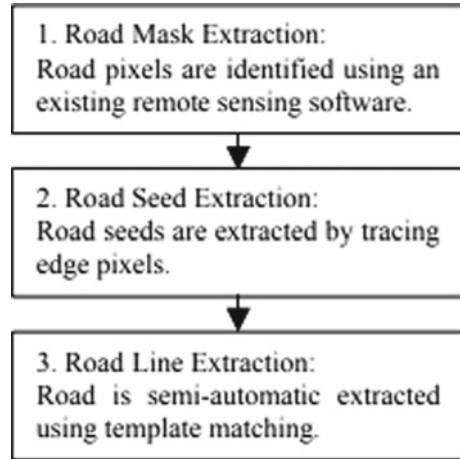 1. Road Mask Extraction:
Road pixels are identified using an
existing remote sensing software.
2. Road Seed Extraction:
Road seeds are extracted by tracing
edge pixels.
3. Road Line Extraction:
Road is semi-automatic extracted
using template matching.